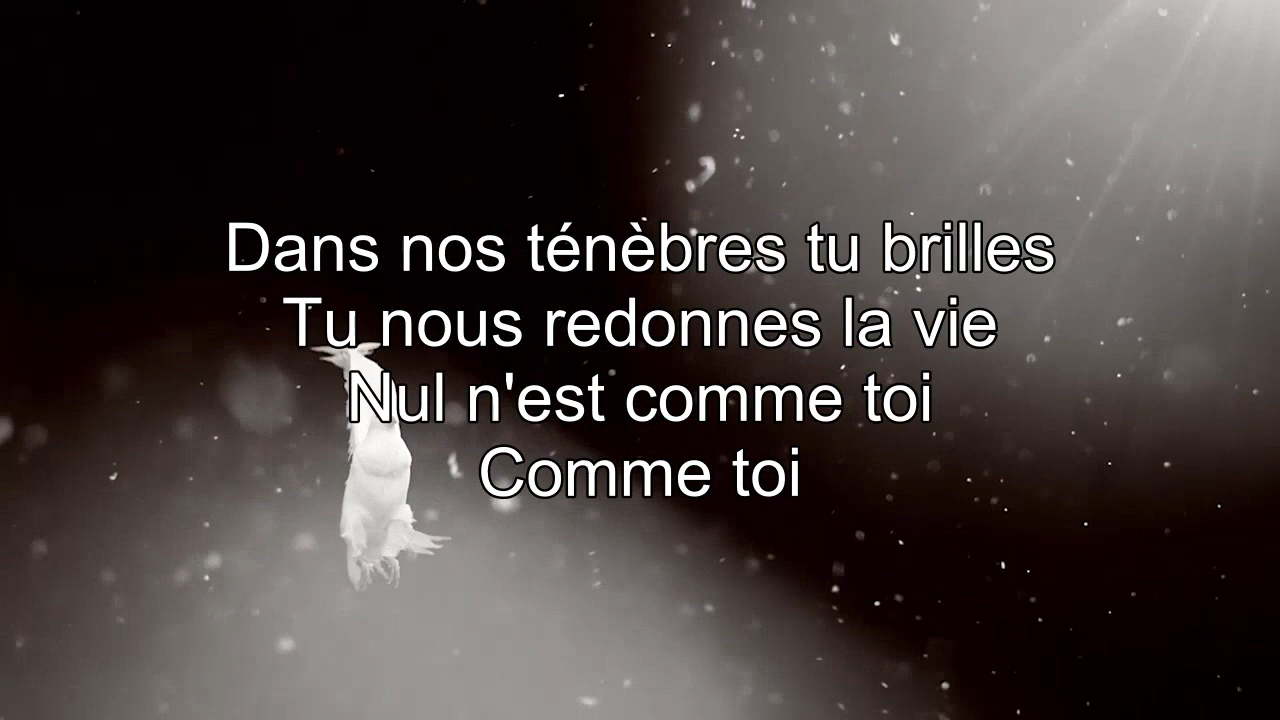 Dans nos ténèbres tu brilles
Tu nous redonnes la vie
Nul n'est comme toi
Comme toi